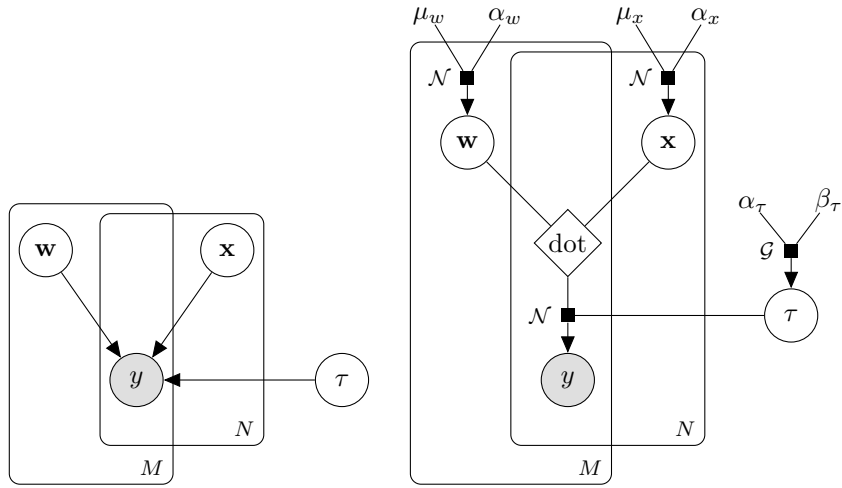 μ_w α_w μ_x α_x
𝒩 𝒩
w x
α_τ β_τ
w x dot 𝒢
𝒩 τ
y τ y
N N
M M